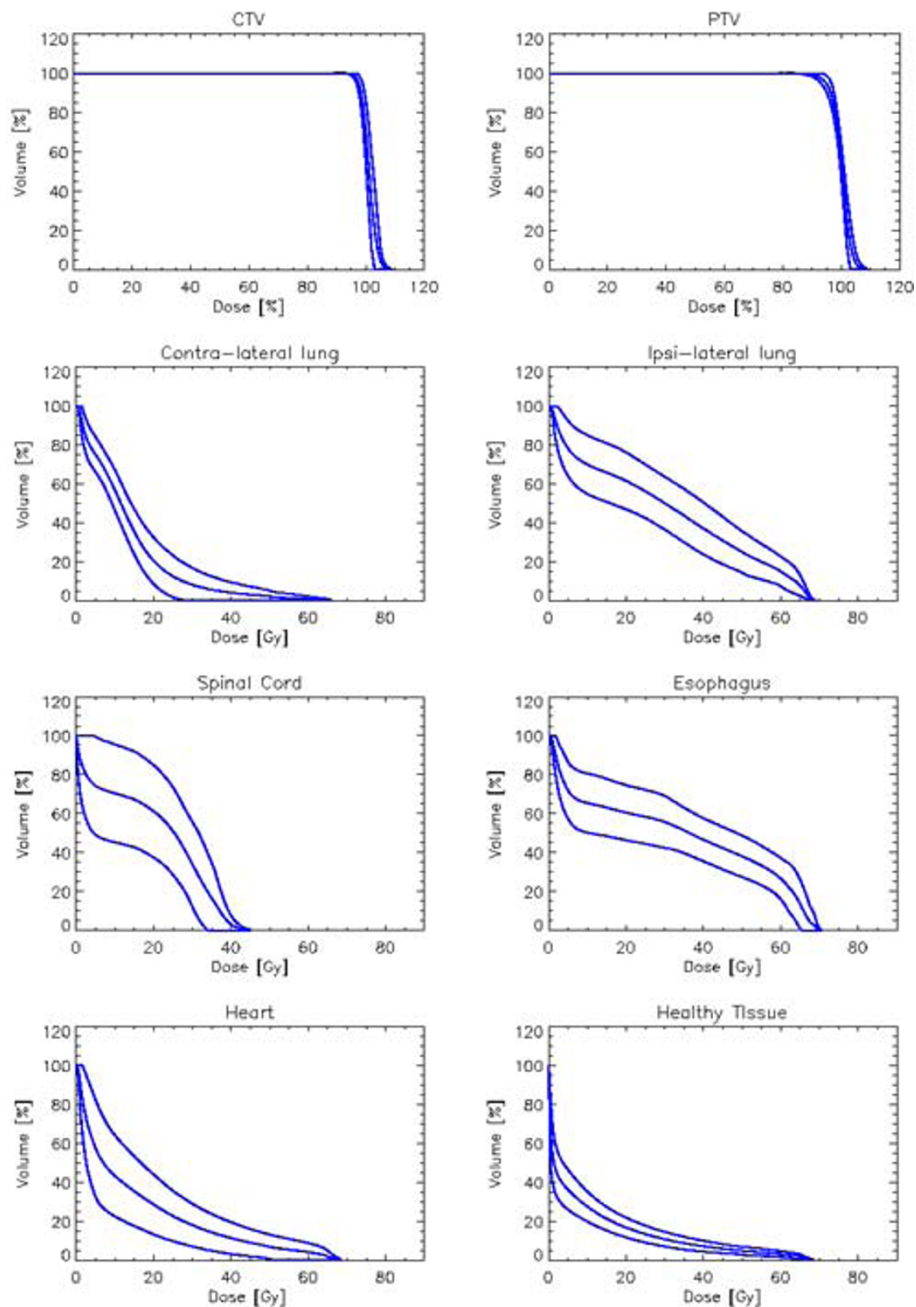 CTV
PTV
120
100
80
60
40
20
0
Volume [%]
0 20 40 60 80 100 120
Dose [%]
120
100
80
60
40
20
0
Volume [%]
0 20 40 60 80 100 120
Dose [%]
Contra-lateral lung
Ipsi-lateral lung
120
100
80
60
40
20
0
Volume [%]
0 20 40 60 80
Dose [Gy]
120
100
80
60
40
20
0
Volume [%]
0 20 40 60 80
Dose [Gy]
Spinal Cord
Esophagus
120
100
80
60
40
20
0
Volume [%]
0 20 40 60 80
Dose [Gy]
120
100
80
60
40
20
0
Volume [%]
0 20 40 60 80
Dose [Gy]
Heart
Healthy Tissue
120
100
80
60
40
20
0
Volume [%]
0 20 40 60 80
Dose [Gy]
120
100
80
60
40
20
0
Volume [%]
0 20 40 60 80
Dose [Gy]